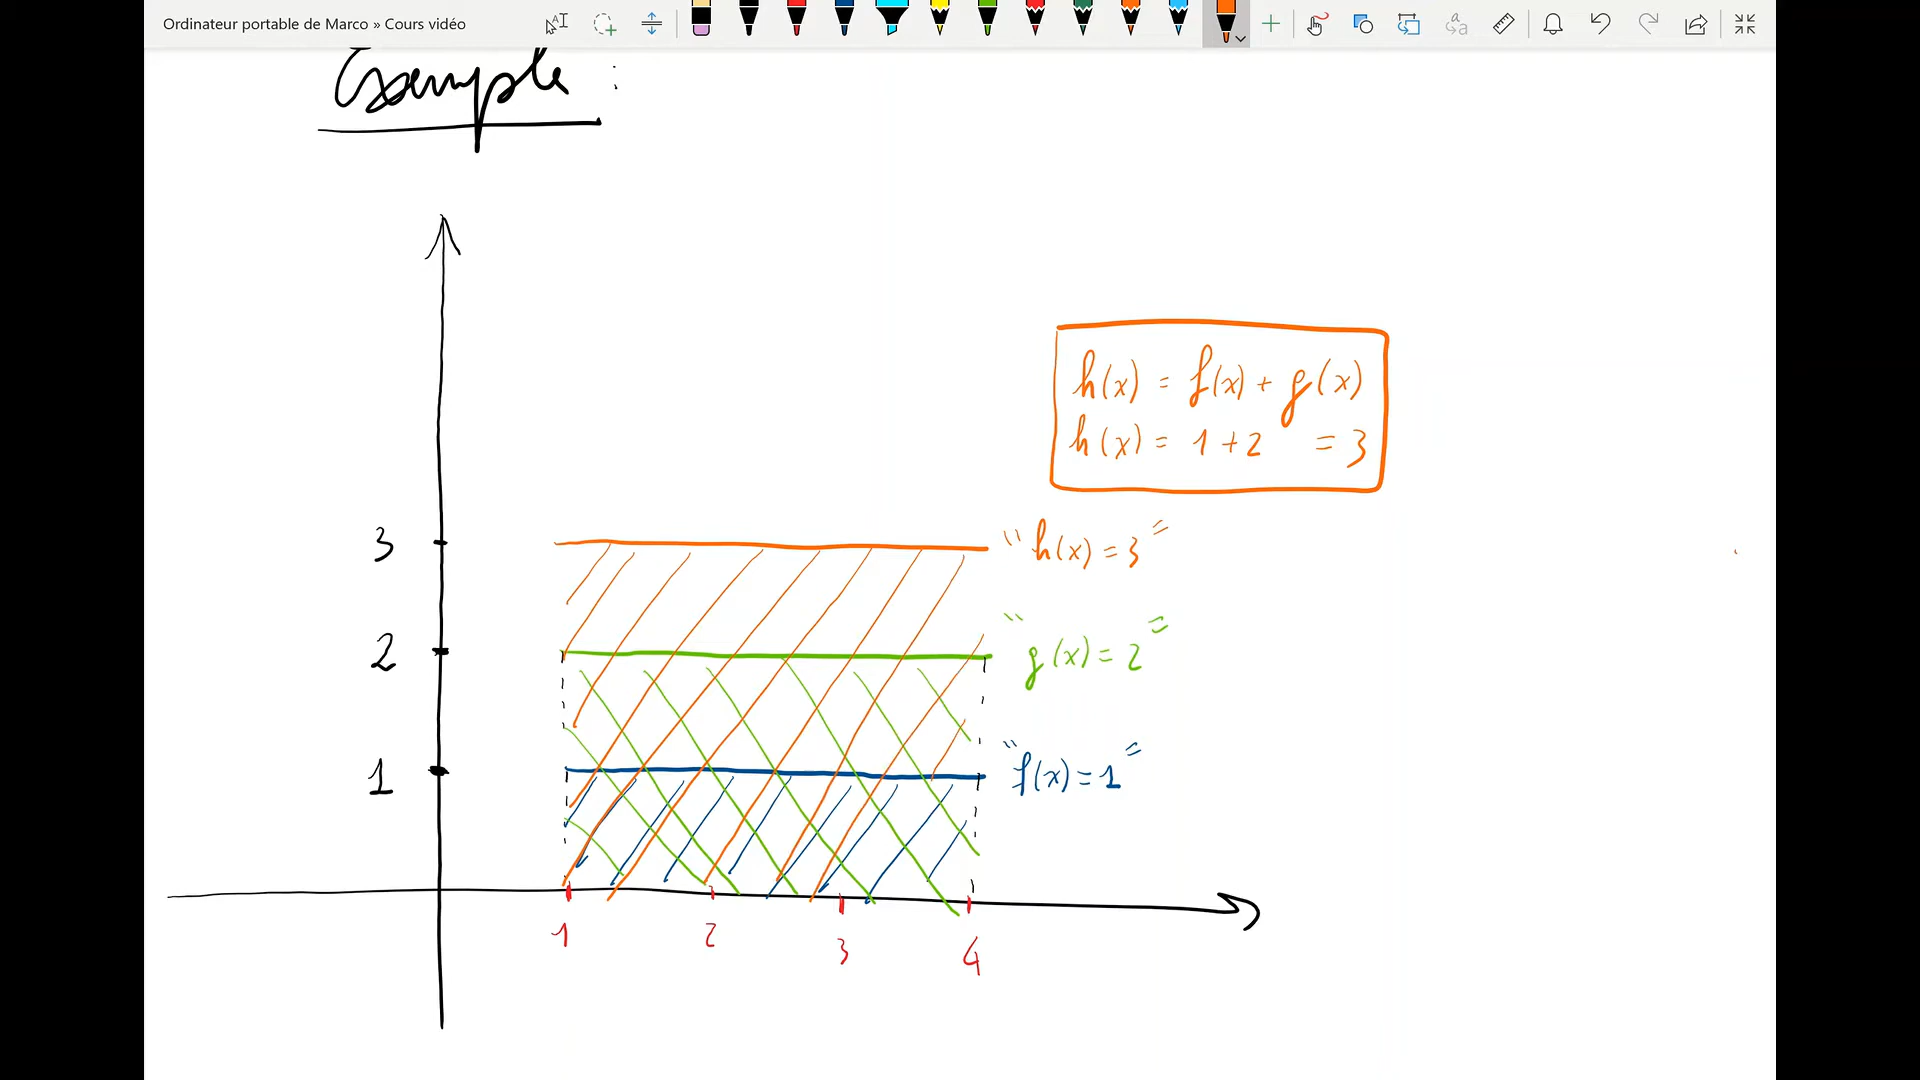 Ordinateur portable de Marco » Cours vidéo
Exemple :
h(x) = f(x) + g(x)
h(x) = 1 + 2 = 3
3
"h(x) = 3"
2
"g(x) = 2"
1
"f(x) = 1"
1 2 3 4